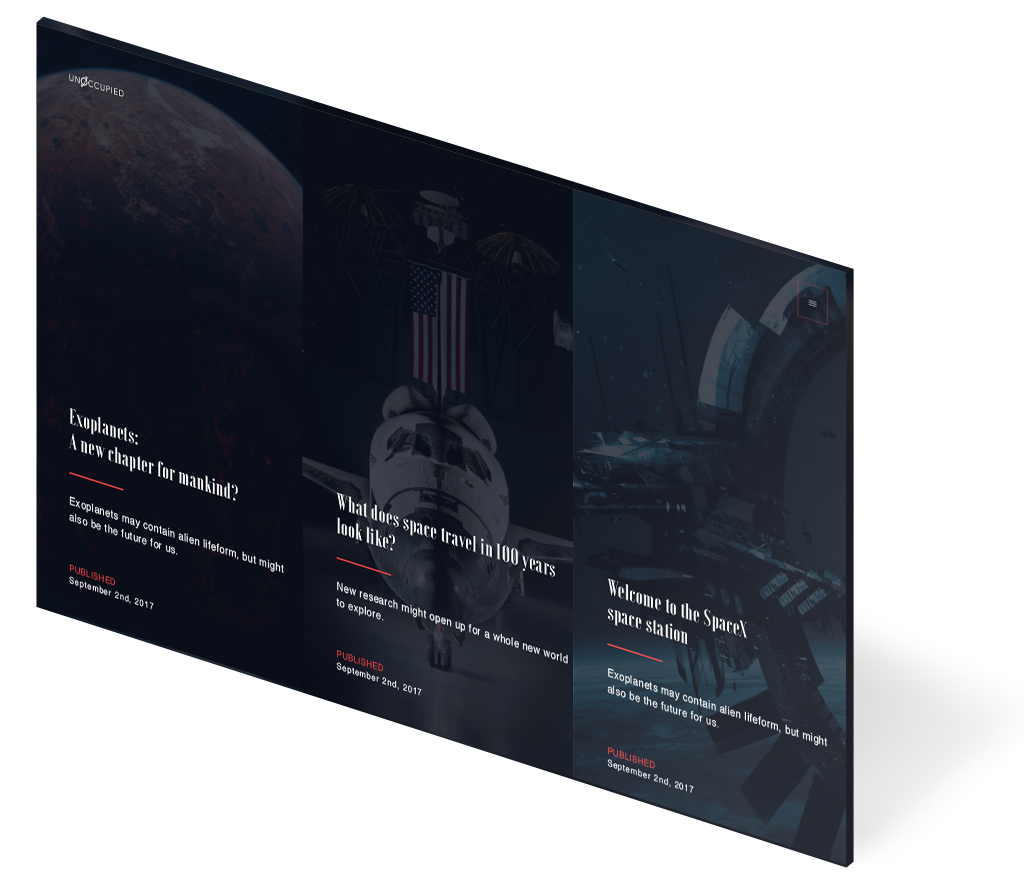 UNOCCUPIED
Exoplanets:
A new chapter for mankind?
Exoplanets may contain alien lifeform, but might
also be the future for us.
PUBLISHED
September 2nd, 2017
What does space travel in 100 years
look like?
New research might open up for a whole new world
to explore.
PUBLISHED
September 2nd, 2017
Welcome to the SpaceX
space station
Exoplanets may contain alien lifeform, but might
also be the future for us.
PUBLISHED
September 2nd, 2017